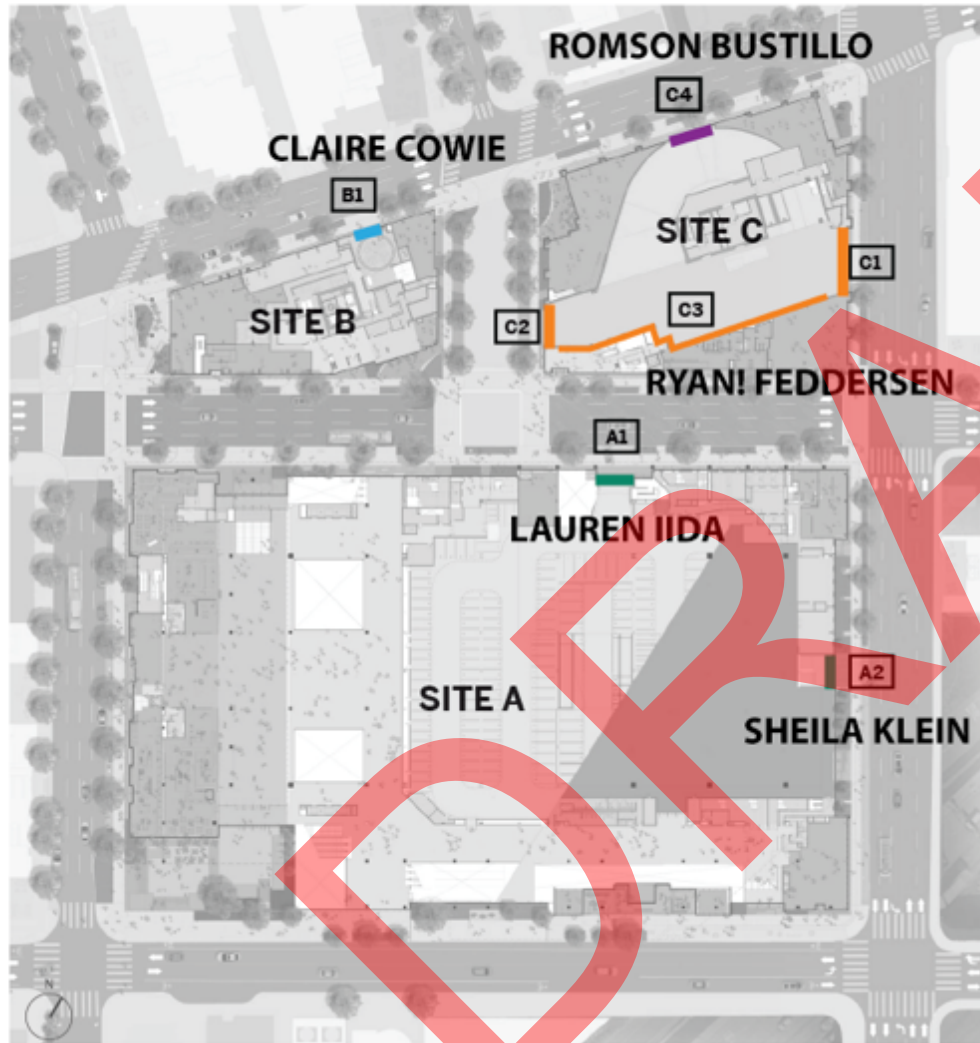 ROMSON BUSTILLO
C4
CLAIRE COWIE
B1
SITE C
C1
SITE B
C2
C3
RYAN! FEDDERSEN
A1
LAUREN IIDA
SITE A
A2
SHEILA KLEIN
N
DRA